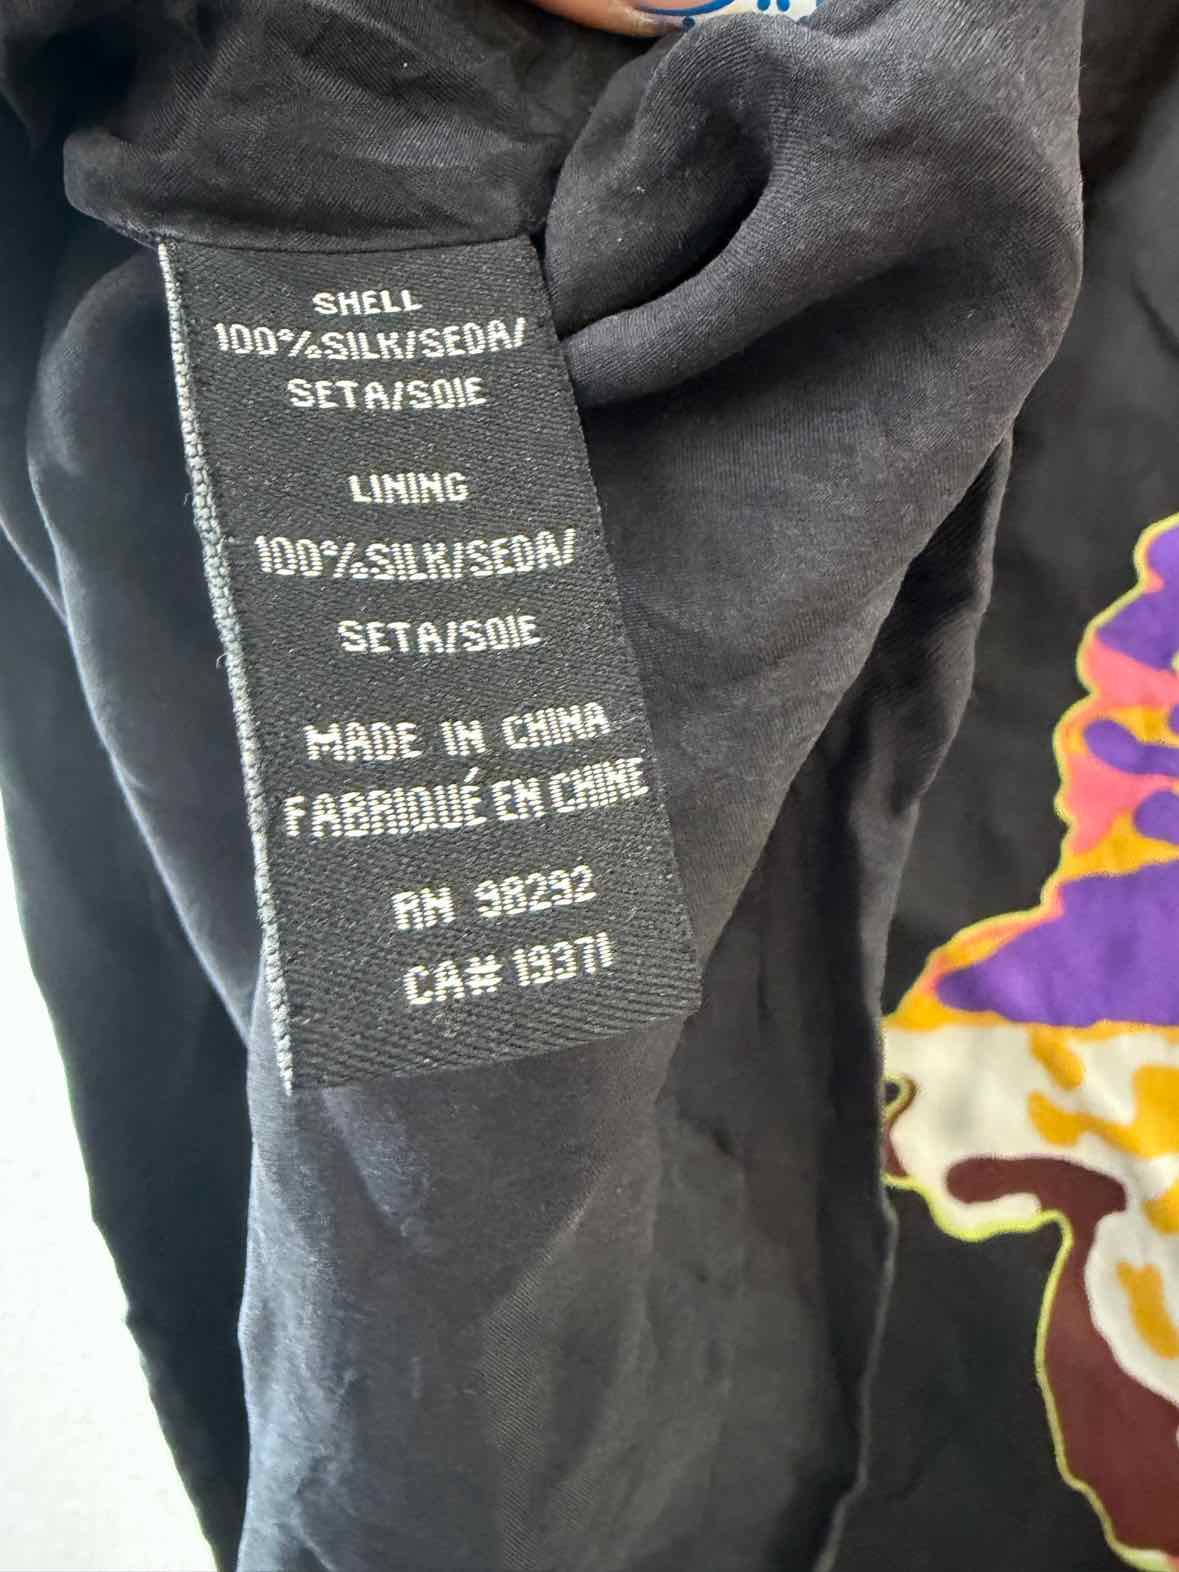 SHELL
100%SILK/SEDA/
SETA/SOIE
LINING
100%SILK/SEDA/
SETA/SOIE
MADE IN CHINA
FABRIQUÉ EN CHINE
RN 98292
CA# 19371